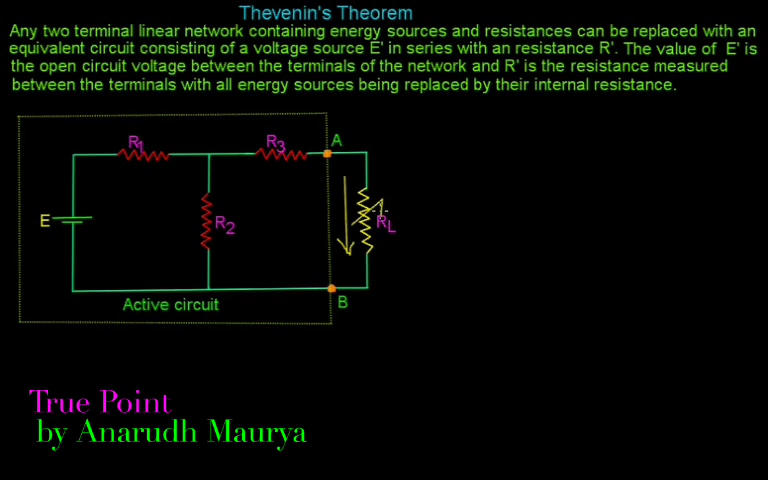 Thevenin's Theorem
Any two terminal linear network containing energy sources and resistances can be replaced with an
equivalent circuit consisting of a voltage source E' in series with an resistance R'. The value of E' is
the open circuit voltage between the terminals of the network and R' is the resistance measured
between the terminals with all energy sources being replaced by their internal resistance.
R1 R3 A
E R2 RL
Active circuit B
True Point
by Anarudh Maurya